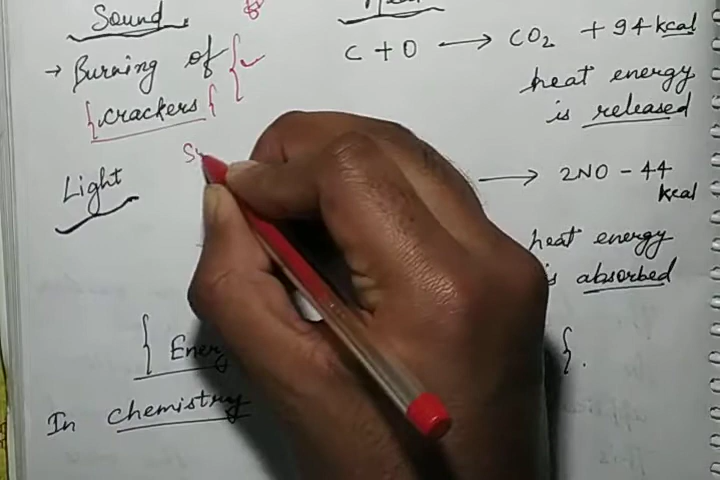 Sound
C + O → CO2 + 94 kcal
→ Burning of {
{crackers {
heat energy
is released
Light
→ 2NO - 44
kcal
heat energy
absorbed
{ Ener
{ .
In chemistry